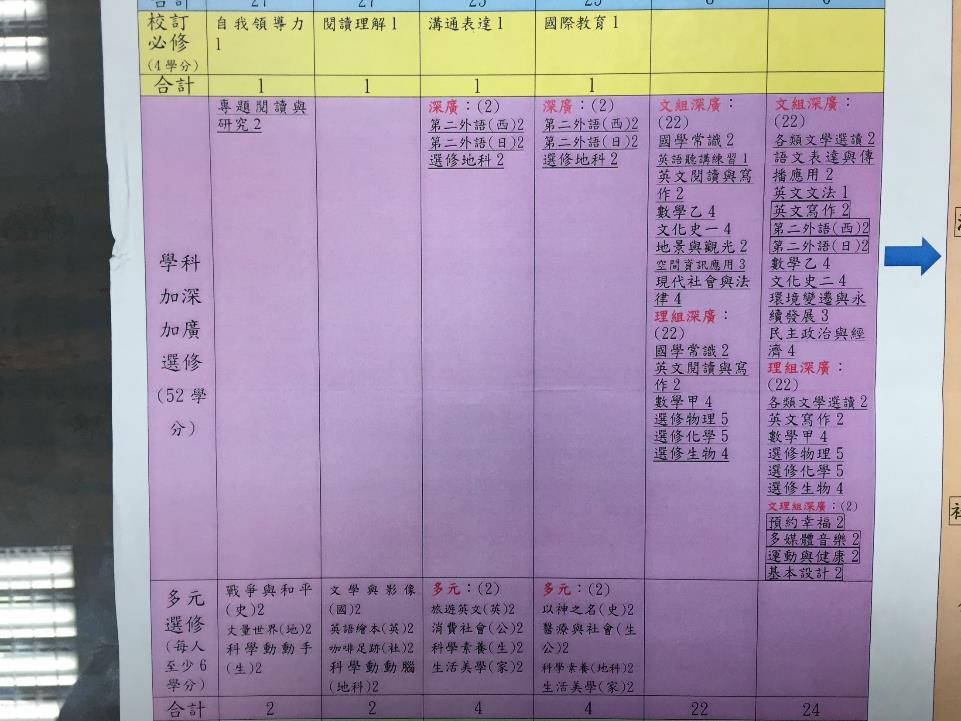 合計 27 27 25 25 8 6
校訂 必修 (4學分)
自我領導力 1
閱讀理解 1
溝通表達 1
國際教育 1
合計 1 1 1 1
學科
加深
加廣
選修
(52學
分)
專題閱讀與
研究 2
深廣：(2)
第二外語(西)2
第二外語(日)2
選修地科 2
深廣：(2)
第二外語(西)2
第二外語(日)2
選修地科 2
文組深廣：
(22)
國學常識 2
英語聽講練習 1
英文閱讀與寫
作 2
數學乙 4
文化史一 4
地景與觀光 2
空間資訊應用 3
現代社會與法
律 4
理組深廣：
(22)
國學常識 2
英文閱讀與寫
作 2
數學甲 4
選修物理 5
選修化學 5
選修生物 4
文組深廣：
(22)
各類文學選讀 2
語文表達與傳
播應用 2
英文文法 1
英文寫作 2
第二外語(西)2
第二外語(日)2
數學乙 4
文化史二 4
環境變遷與永
續發展 3
民主政治與經
濟 4
理組深廣：
(22)
各類文學選讀 2
英文寫作 2
數學甲 4
選修物理 5
選修化學 5
選修生物 4
文理組深廣：(2)
預約幸福 2
多媒體音樂 2
運動與健康 2
基本設計 2
多元
選修
(每人
至少 6
學分)
戰爭與和平
(史)2
丈量世界(地)2
科學動動手
(生)2
文學與影像
(國)2
英語繪本(英)2
咖啡足跡(社)2
科學動動腦
(地科)2
多元：(2)
旅遊英文(英)2
消費社會(公)2
科學素養(生)2
生活美學(家)2
多元：(2)
以神之名(史)2
醫療與社會(生
公)2
科學素養(地科)2
生活美學(家)2
合計 2 2 4 4 22 24